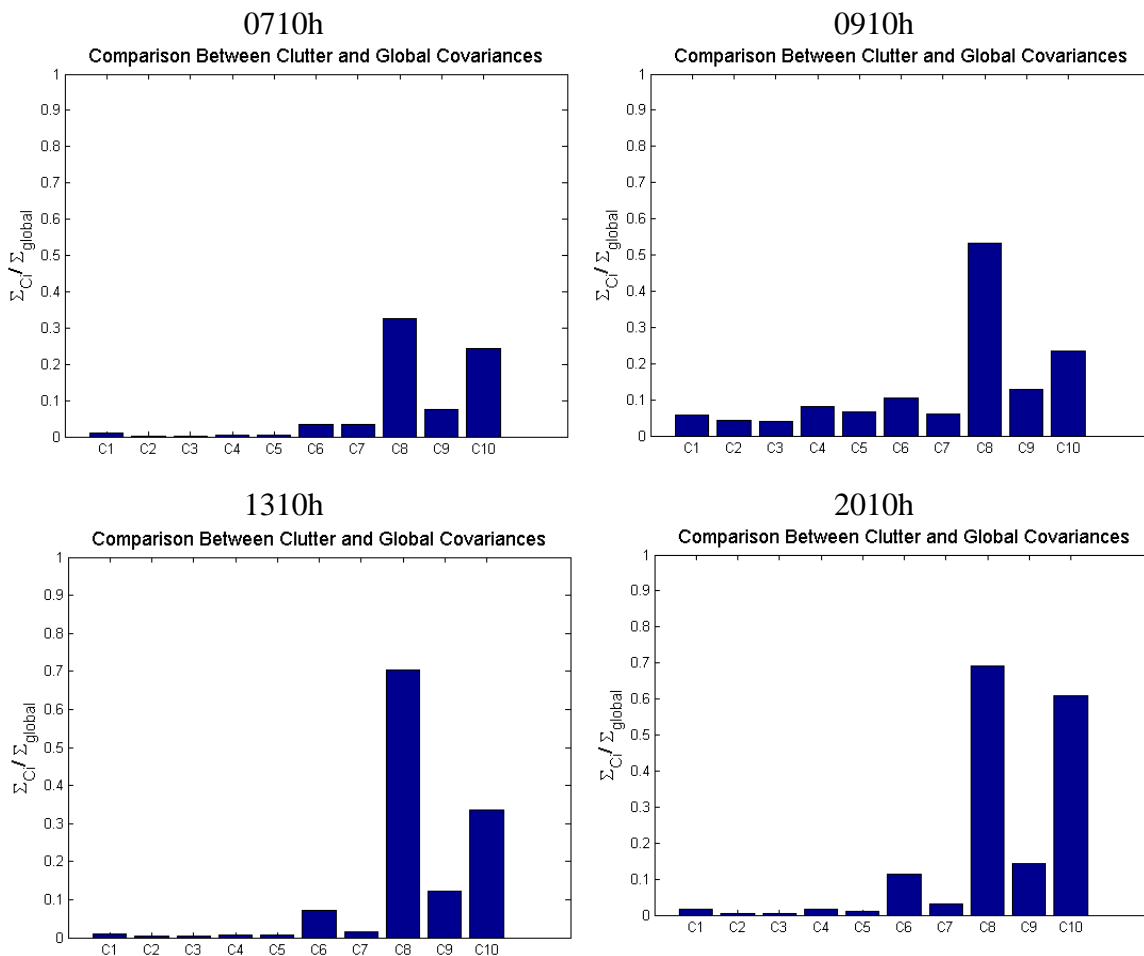 0710h
Comparison Between Clutter and Global Covariances
1
0.9
0.8
0.7
0.6
0.5
0.4
0.3
0.2
0.1
0
Σ_Ci / Σ_global
C1 C2 C3 C4 C5 C6 C7 C8 C9 C10
0910h
Comparison Between Clutter and Global Covariances
1
0.9
0.8
0.7
0.6
0.5
0.4
0.3
0.2
0.1
0
Σ_Ci / Σ_global
C1 C2 C3 C4 C5 C6 C7 C8 C9 C10
1310h
Comparison Between Clutter and Global Covariances
1
0.9
0.8
0.7
0.6
0.5
0.4
0.3
0.2
0.1
0
Σ_Ci / Σ_global
C1 C2 C3 C4 C5 C6 C7 C8 C9 C10
2010h
Comparison Between Clutter and Global Covariances
1
0.9
0.8
0.7
0.6
0.5
0.4
0.3
0.2
0.1
0
Σ_Ci / Σ_global
C1 C2 C3 C4 C5 C6 C7 C8 C9 C10